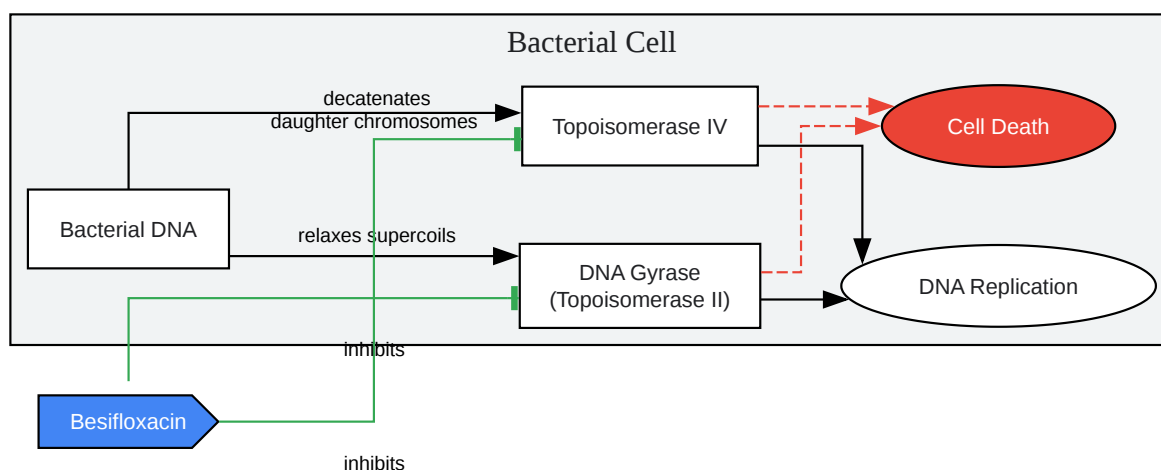 Bacterial Cell
decatenates
daughter chromosomes
Topoisomerase IV
Cell Death
Bacterial DNA
relaxes supercoils
DNA Gyrase
(Topoisomerase II)
DNA Replication
inhibits
Besifloxacin
inhibits